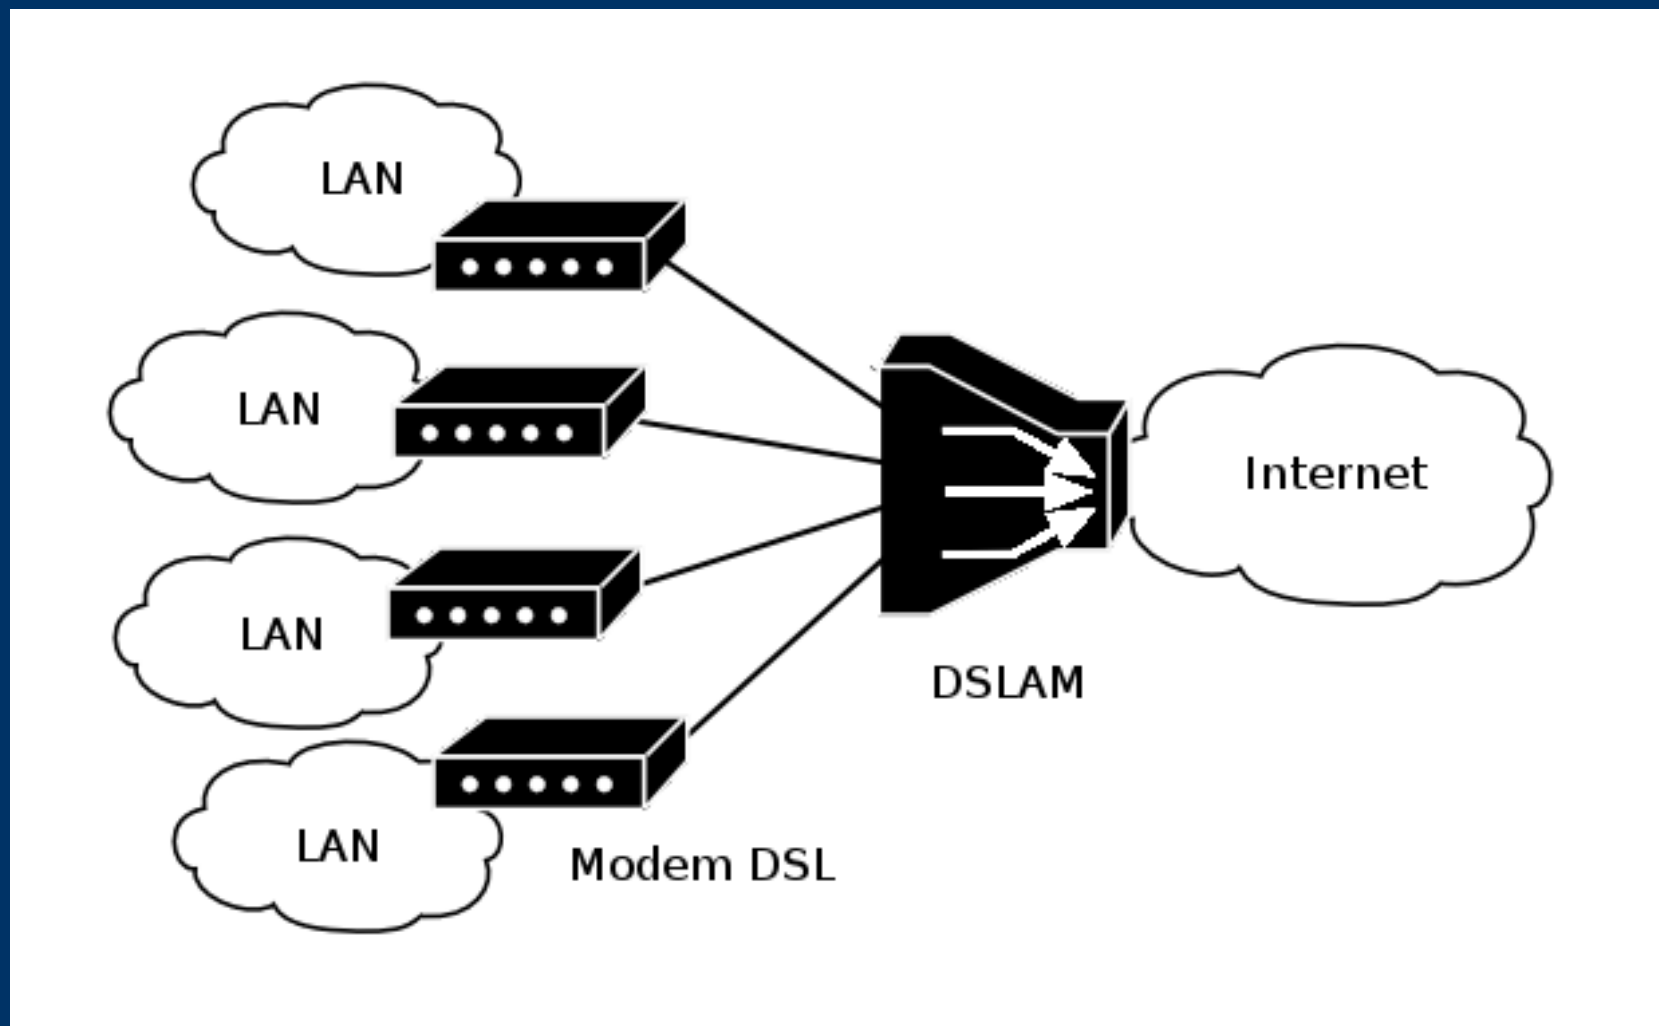 LAN
LAN
Internet
LAN
DSLAM
LAN
Modem DSL